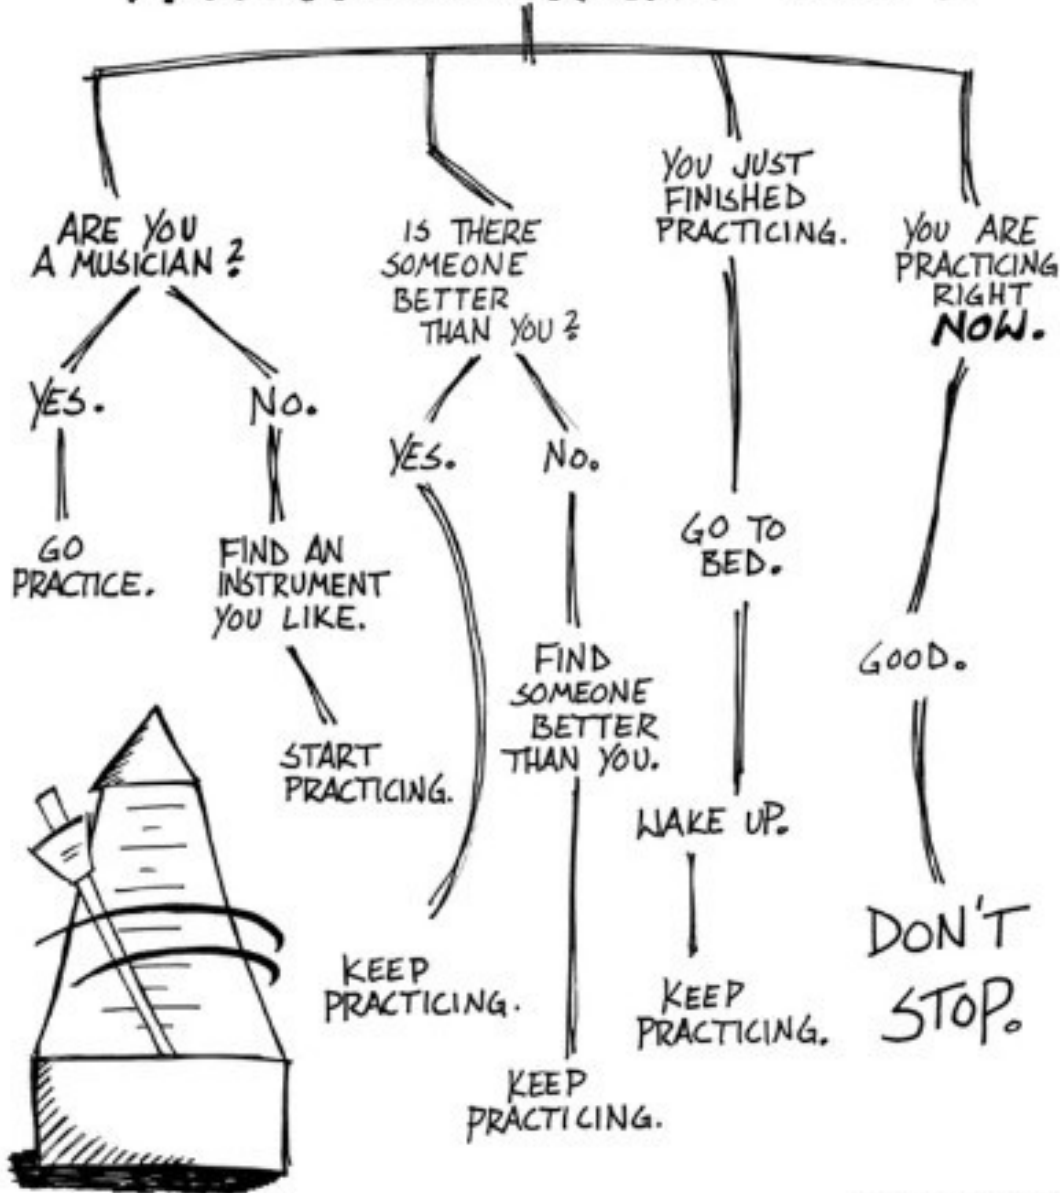 ARE YOU
A MUSICIAN?
YES.
GO
PRACTICE.
NO.
FIND AN
INSTRUMENT
YOU LIKE.
START
PRACTICING.
IS THERE
SOMEONE
BETTER
THAN YOU?
YES.
KEEP
PRACTICING.
NO.
FIND
SOMEONE
BETTER
THAN YOU.
KEEP
PRACTICING.
YOU JUST
FINISHED
PRACTICING.
GO TO
BED.
WAKE UP.
KEEP
PRACTICING.
YOU ARE
PRACTICING
RIGHT
NOW.
GOOD.
DON'T
STOP.